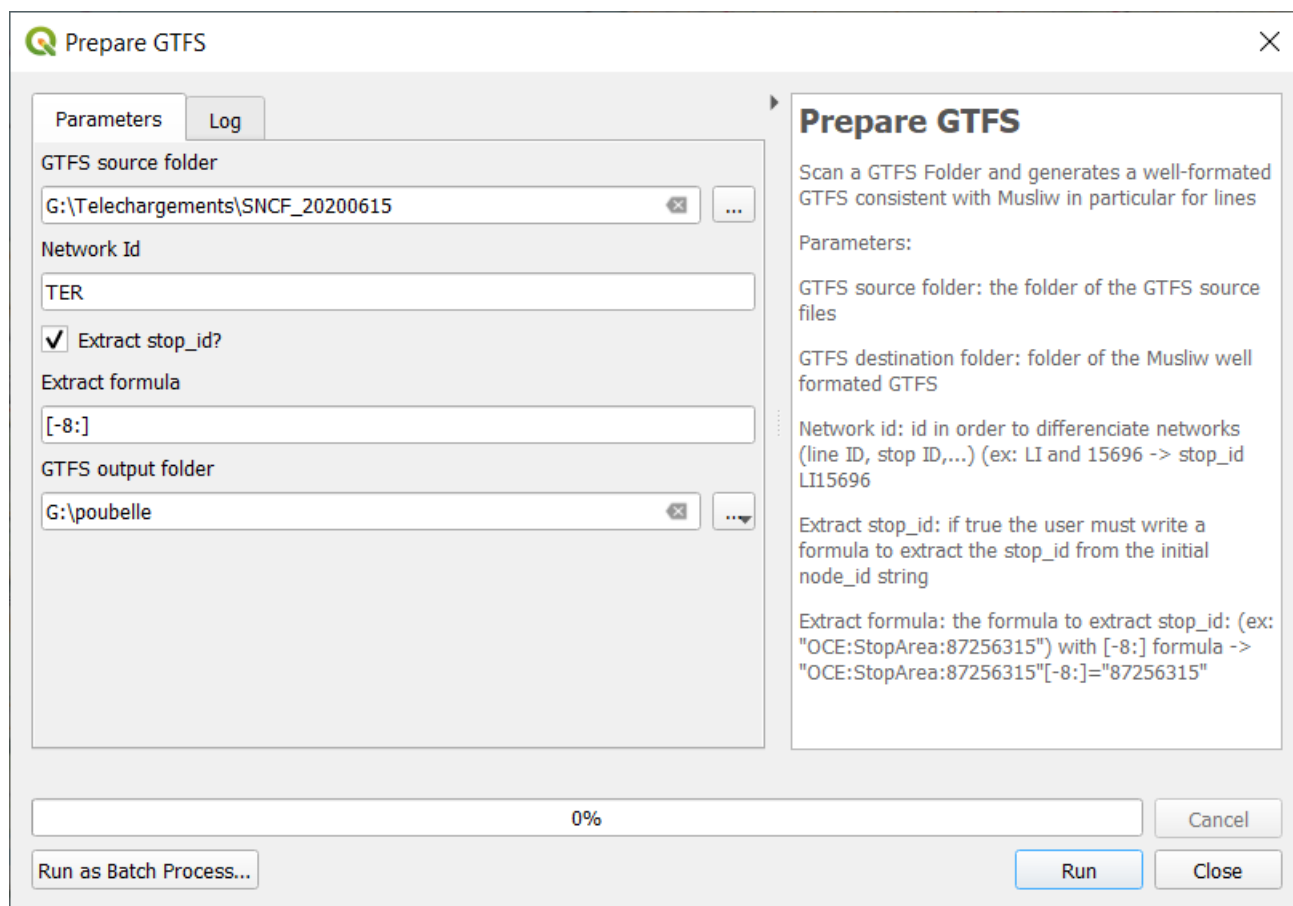 Prepare GTFS
Parameters
Log
GTFS source folder
G:\Telechargements\SNCF_20200615
...
Network Id
TER
Extract stop_id?
Extract formula
[-8:]
GTFS output folder
G:\poubelle
...
Prepare GTFS
Scan a GTFS Folder and generates a well-formated
GTFS consistent with Musliw in particular for lines
Parameters:
GTFS source folder: the folder of the GTFS source
files
GTFS destination folder: folder of the Musliw well
formated GTFS
Network id: id in order to differenciate networks
(line ID, stop ID,...) (ex: LI and 15696 -> stop_id
LI15696
Extract stop_id: if true the user must write a
formula to extract the stop_id from the initial
node_id string
Extract formula: the formula to extract stop_id: (ex:
"OCE:StopArea:87256315") with [-8:] formula ->
"OCE:StopArea:87256315"[-8:]="87256315"
0%
Cancel
Run as Batch Process...
Run
Close